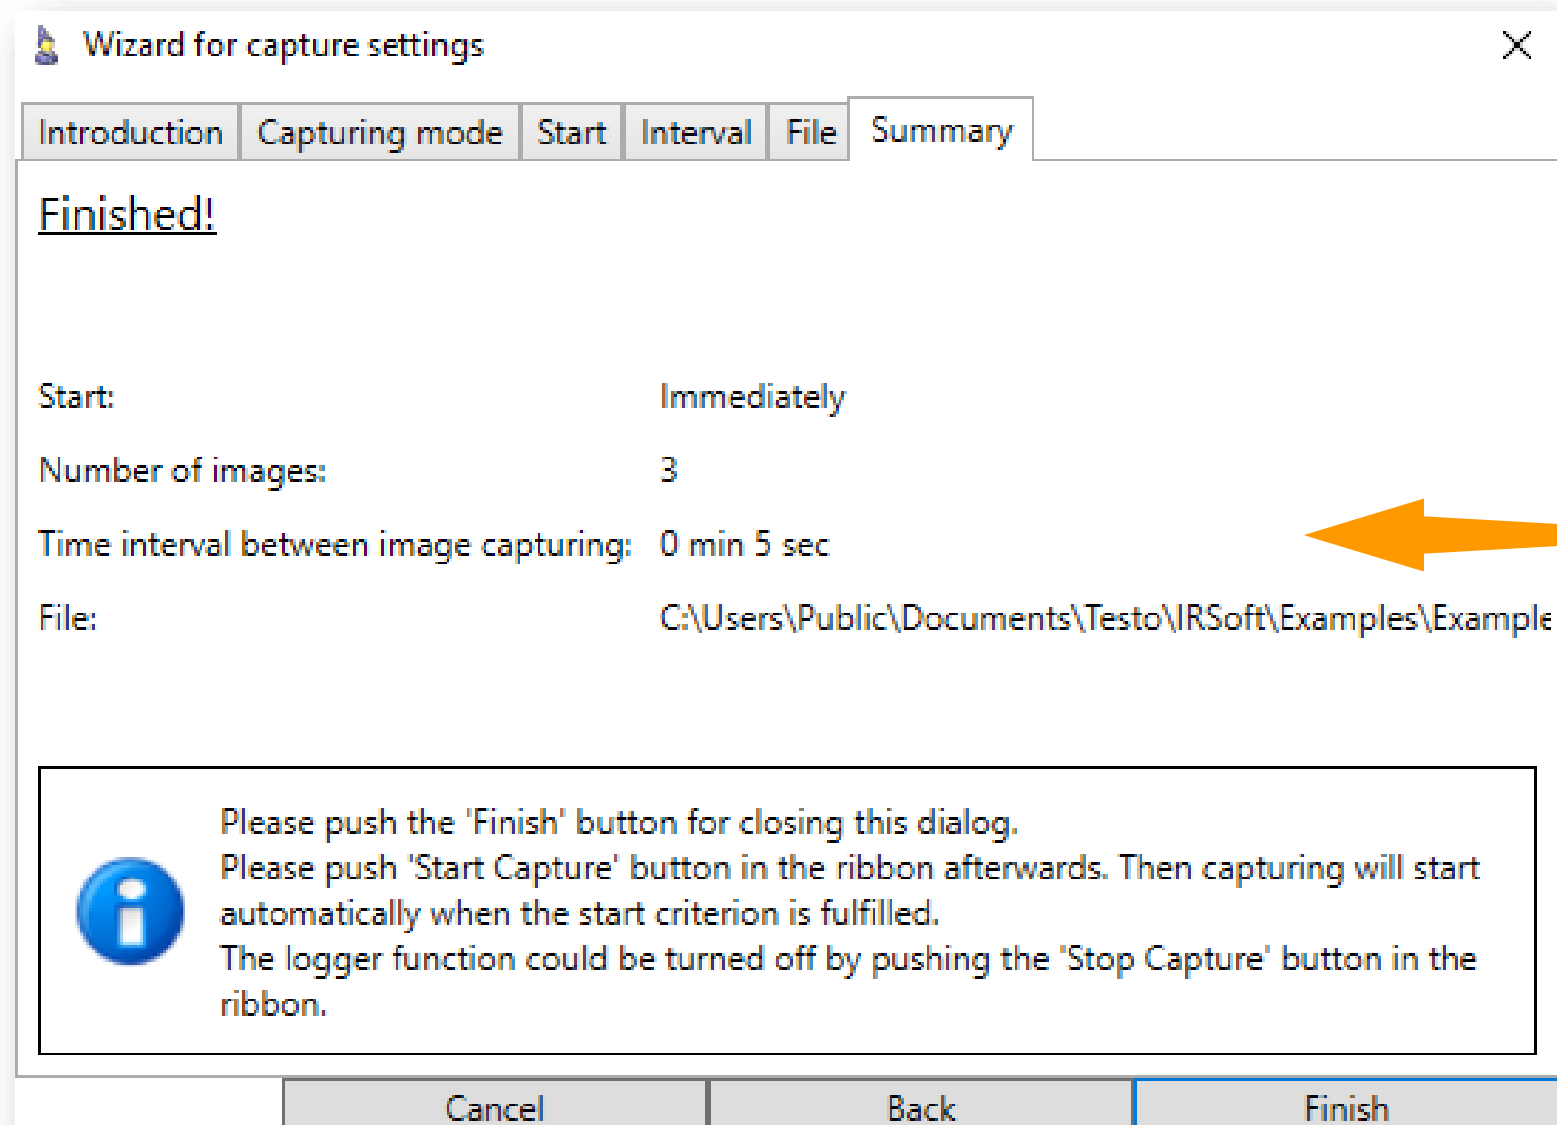 Wizard for capture settings
Introduction Capturing mode Start Interval File Summary
Finished!
Start: Immediately
Number of images: 3
Time interval between image capturing: 0 min 5 sec
File: C:\Users\Public\Documents\Testo\IRSoft\Examples\Example
Please push the 'Finish' button for closing this dialog.
Please push 'Start Capture' button in the ribbon afterwards. Then capturing will start
automatically when the start criterion is fulfilled.
The logger function could be turned off by pushing the 'Stop Capture' button in the
ribbon.
Cancel Back Finish